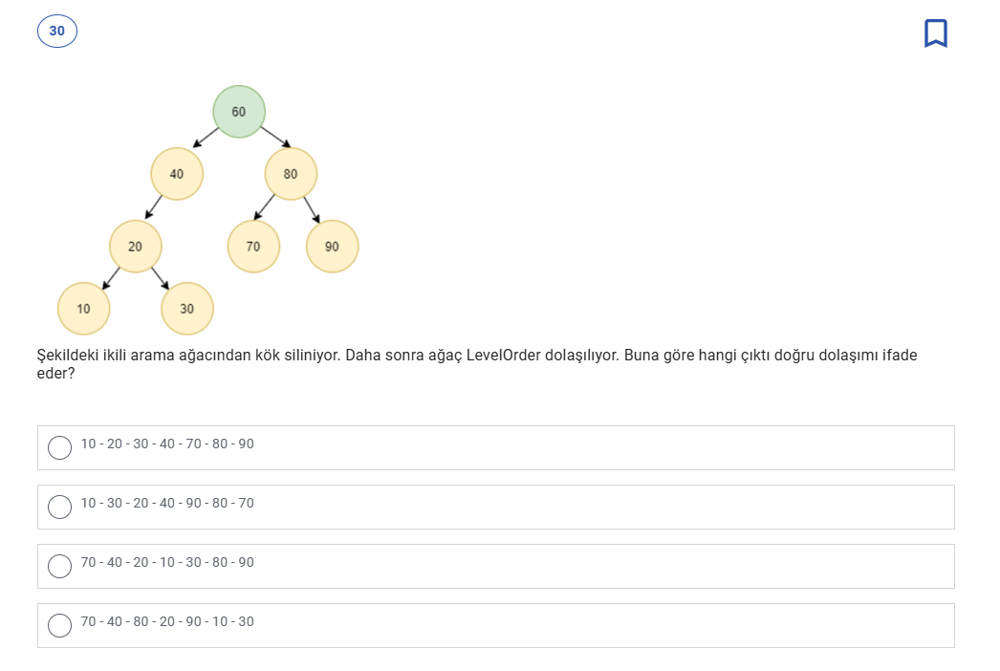 30
60
40
80
20
70
90
10
30
Şekildeki ikili arama ağacından kök siliniyor. Daha sonra ağaç LevelOrder dolaşılıyor. Buna göre hangi çıktı doğru dolaşımı ifade
eder?
10 - 20 - 30 - 40 - 70 - 80 - 90
10 - 30 - 20 - 40 - 90 - 80 - 70
70 - 40 - 20 - 10 - 30 - 80 - 90
70 - 40 - 80 - 20 - 90 - 10 - 30